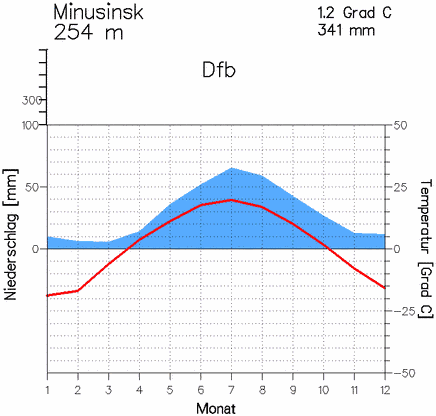 Minusinsk
254 m
1.2 Grad C
341 mm
Dfb
300
100
50
0
Niederschlag [mm]
50
25
0
−25
−50
Temperatur [Grad C]
1 2 3 4 5 6 7 8 9 10 11 12
Monat